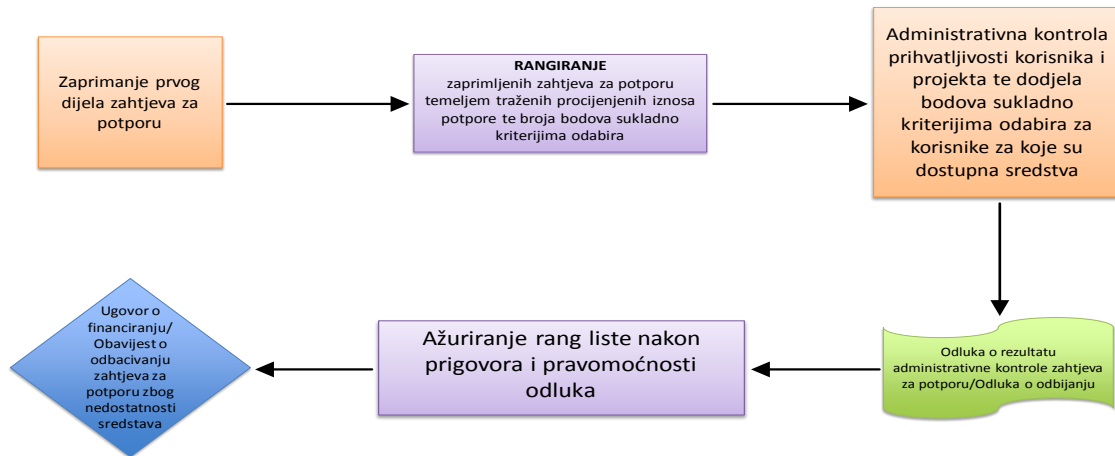 Zaprimanje prvog
dijela zahtjeva za
potporu
RANGIRANJE
zaprimljenih zahtjeva za potporu
temeljem traženih procijenjenih iznosa
potpore te broja bodova sukladno
kriterijima odabira
Administrativna kontrola
prihvatljivosti korisnika i
projekta te dodjela
bodova sukladno
kriterijima odabira za
korisnike za koje su
dostupna sredstva
Odluka o rezultatu
administrativne kontrole zahtjeva
za potporu/Odluka o odbijanju
Ažuriranje rang liste nakon
prigovora i pravomoćnosti
odluka
Ugovor o
financiranju/
Obavijest o
odbacivanju
zahtjeva za
potporu zbog
nedostatnosti
sredstava